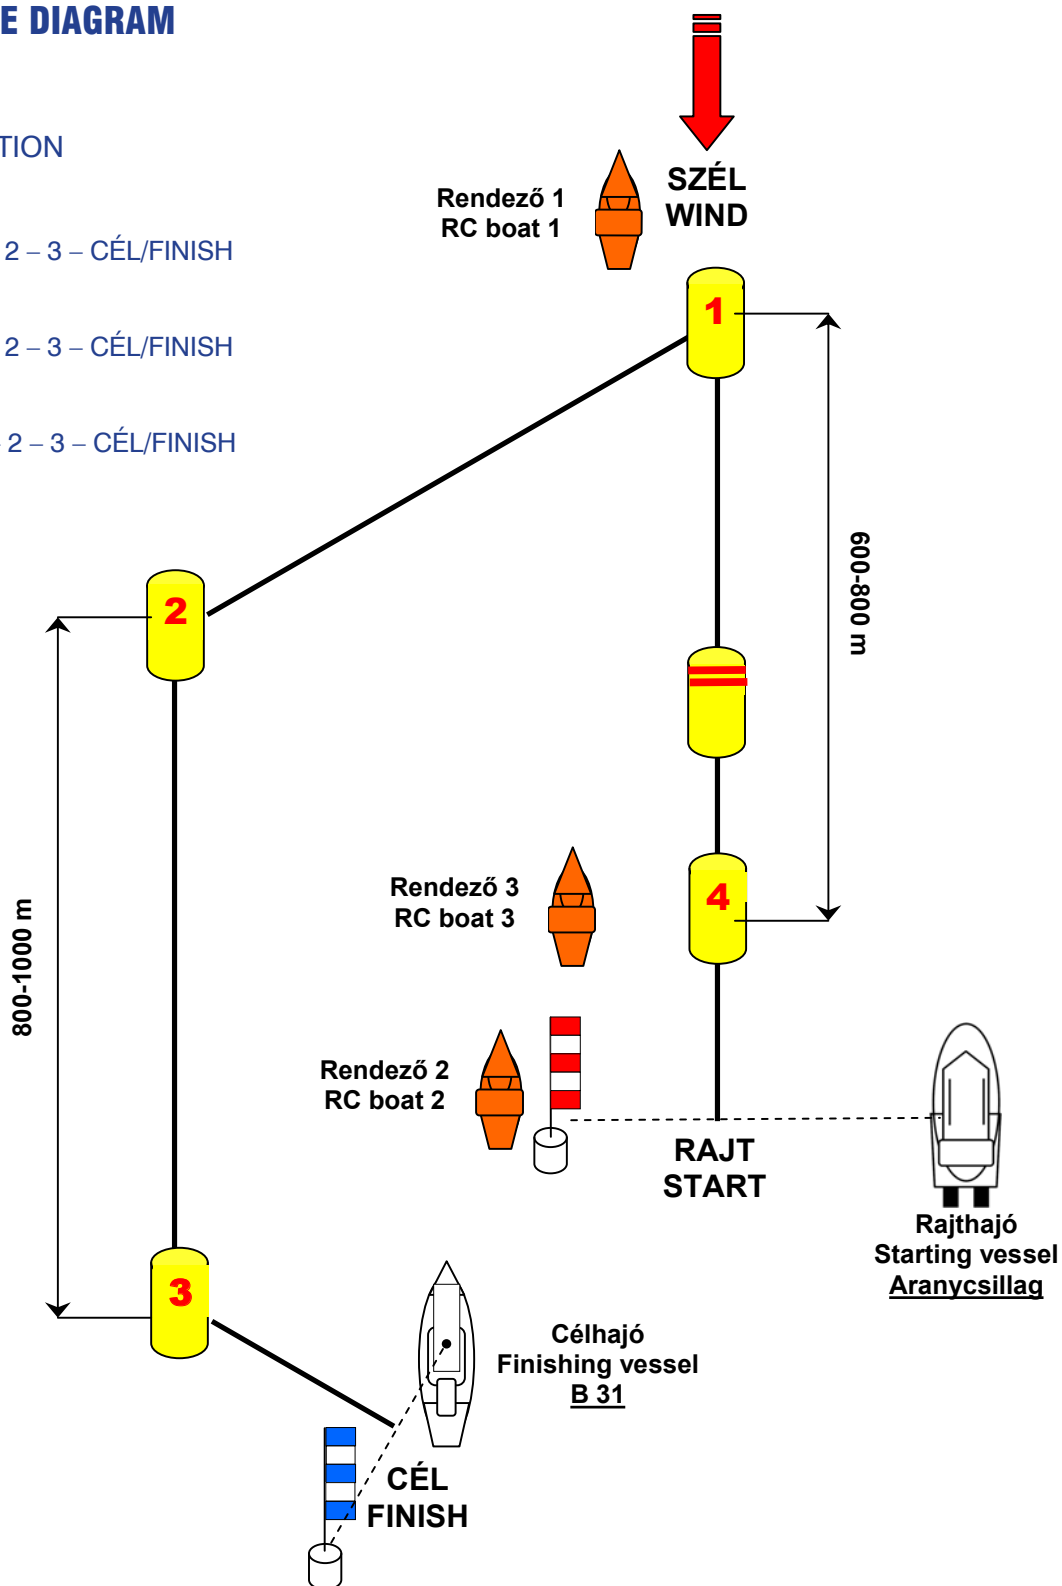 E DIAGRAM
TION
2 – 3 – CÉL/FINISH
2 – 3 – CÉL/FINISH
2 – 3 – CÉL/FINISH
SZÉL
WIND
Rendező 1
RC boat 1
1
600-800 m
2
4
Rendező 3
RC boat 3
800-1000 m
Rendező 2
RC boat 2
RAJT
START
Rajthajó
Starting vessel
Aranycsillag
3
Célhajó
Finishing vessel
B 31
CÉL
FINISH